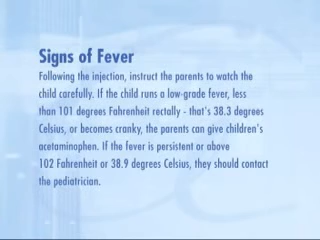 Signs of Fever
Following the injection, instruct the parents to watch the
child carefully. If the child runs a low-grade fever, less
than 101 degrees Fahrenheit rectally - that's 38.3 degrees
Celsius, or becomes cranky, the parents can give children's
acetaminophen. If the fever is persistent or above
102 Fahrenheit or 38.9 degrees Celsius, they should contact
the pediatrician.